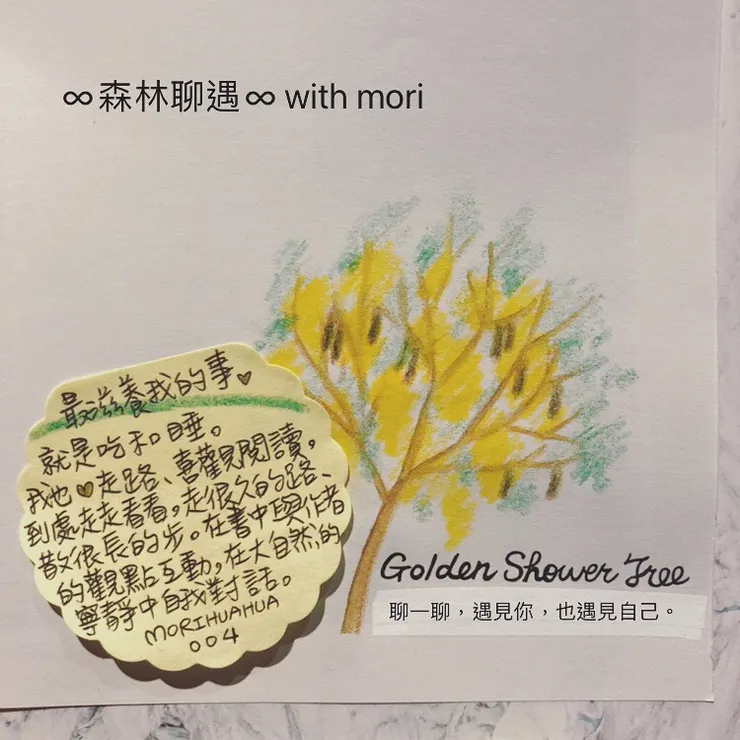 ∞森林聊遇∞ with mori
最滋養我的事♥
就是吃和睡。
我也♥走路、喜觀見閱讀,
到處走走看看,走很久的路、
散很長的步。在書中與作者
的觀點互動,在大自然的
寧靜中自我對話。
MORIHUAHUA
004
Golden Shower Tree
聊一聊,遇見你,也遇見自己。